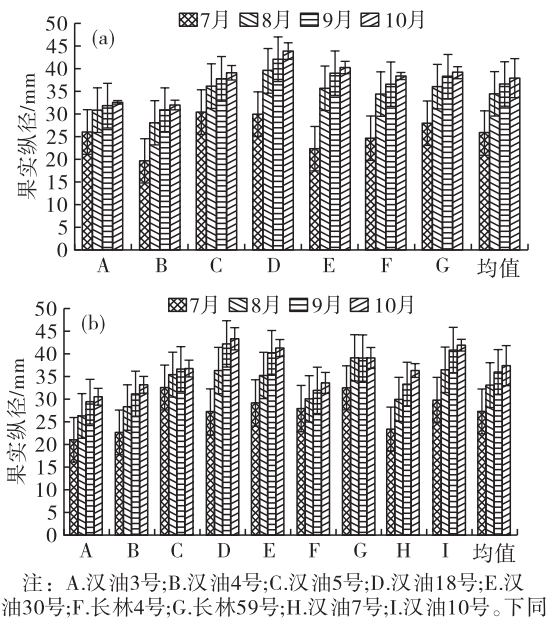 (a)
7月 8月 9月 10月
果实纵径/mm
50
45
40
35
30
25
20
15
10
5
0
A B C D E F G 均值
(b)
7月 8月 9月 10月
果实纵径/mm
50
45
40
35
30
25
20
15
10
5
0
A B C D E F G H I 均值
注：A.汉油3号;B.汉油4号;C.汉油5号;D.汉油18号;E.汉
油30号;F.长林4号;G.长林59号;H.汉油7号;I.汉油10号。下同